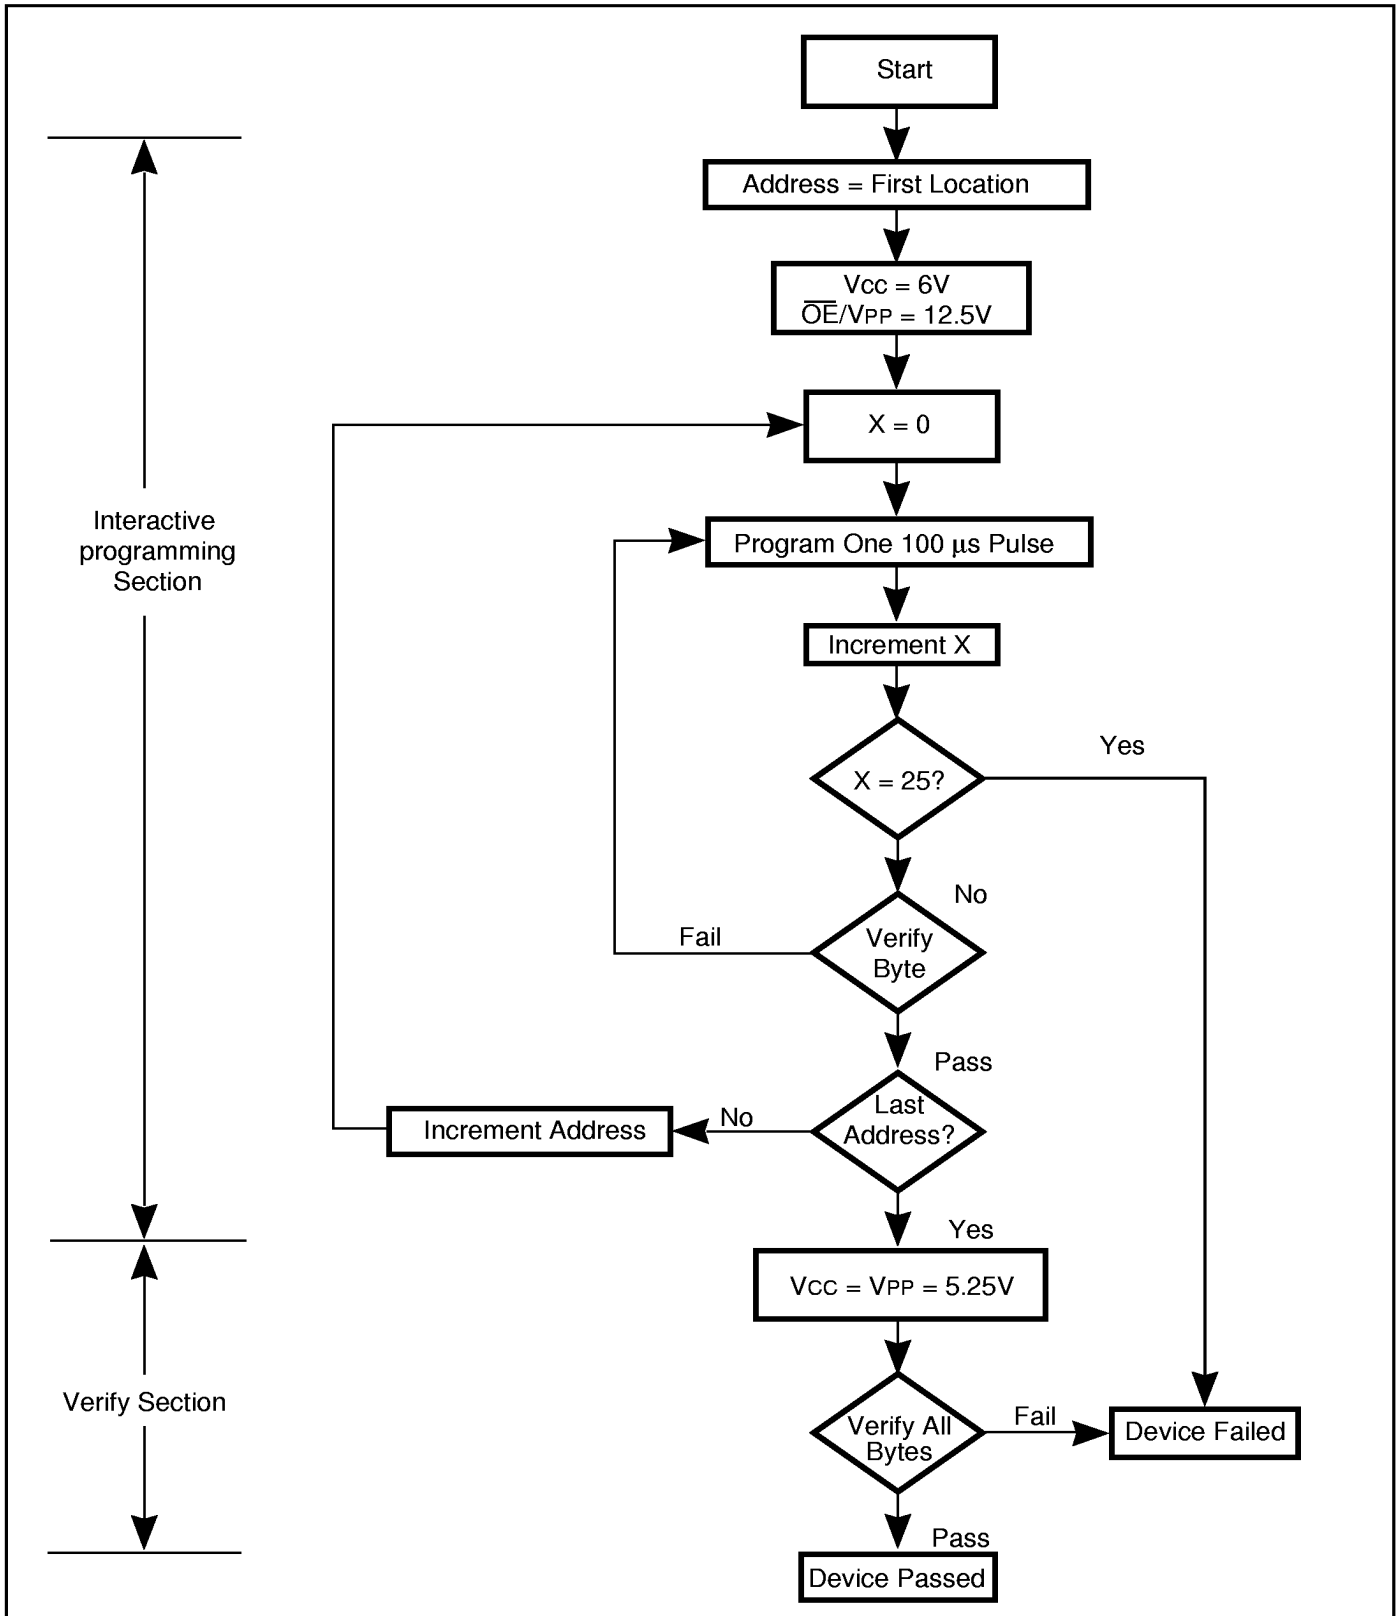 Start
Address = First Location
VCC = 6V
O̅E̅/VPP = 12.5V
X = 0
Interactive
programming
Section
Program One 100 µs Pulse
Increment X
Yes
X = 25?
No
Fail
Verify
Byte
Pass
Last
Address?
No
Increment Address
Yes
VCC = VPP = 5.25V
Verify Section
Verify All
Bytes
Fail
Device Failed
Pass
Device Passed